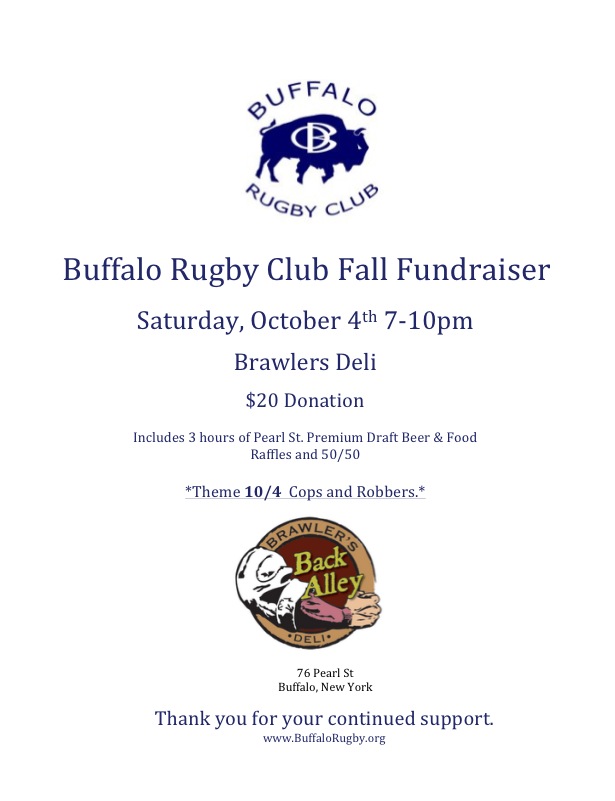 BUFFALO
CB
RUGBY CLUB
Buffalo Rugby Club Fall Fundraiser
Saturday, October 4th 7-10pm
Brawlers Deli
$20 Donation
Includes 3 hours of Pearl St. Premium Draft Beer & Food
Raffles and 50/50
*Theme 10/4 Cops and Robbers.*
BRAWLER'S
Back
Alley
•DELI•
76 Pearl St
Buffalo, New York
Thank you for your continued support.
www.BuffaloRugby.org